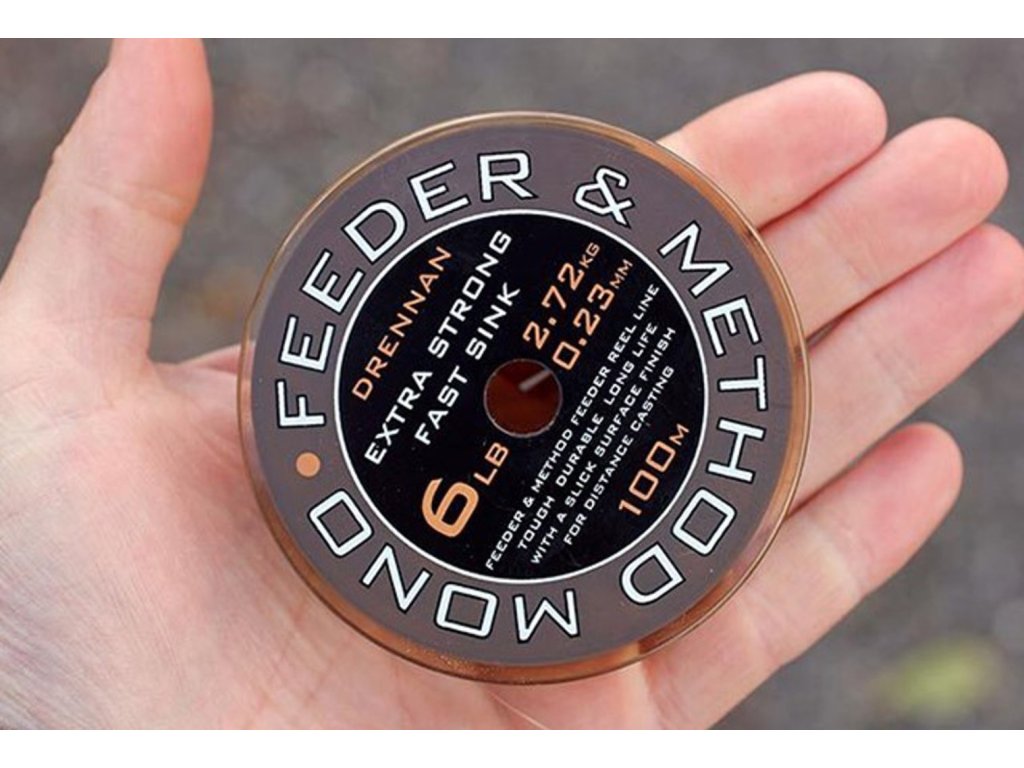 FEEDER & METHOD MONO
DRENNAN
EXTRA STRONG
FAST SINK
6LB
2.72KG
0.23MM
FEEDER & METHOD FEEDER REEL LINE
TOUGH DURABLE LONG LIFE
WITH A SLICK SURFACE FINISH
FOR DISTANCE CASTING
100M